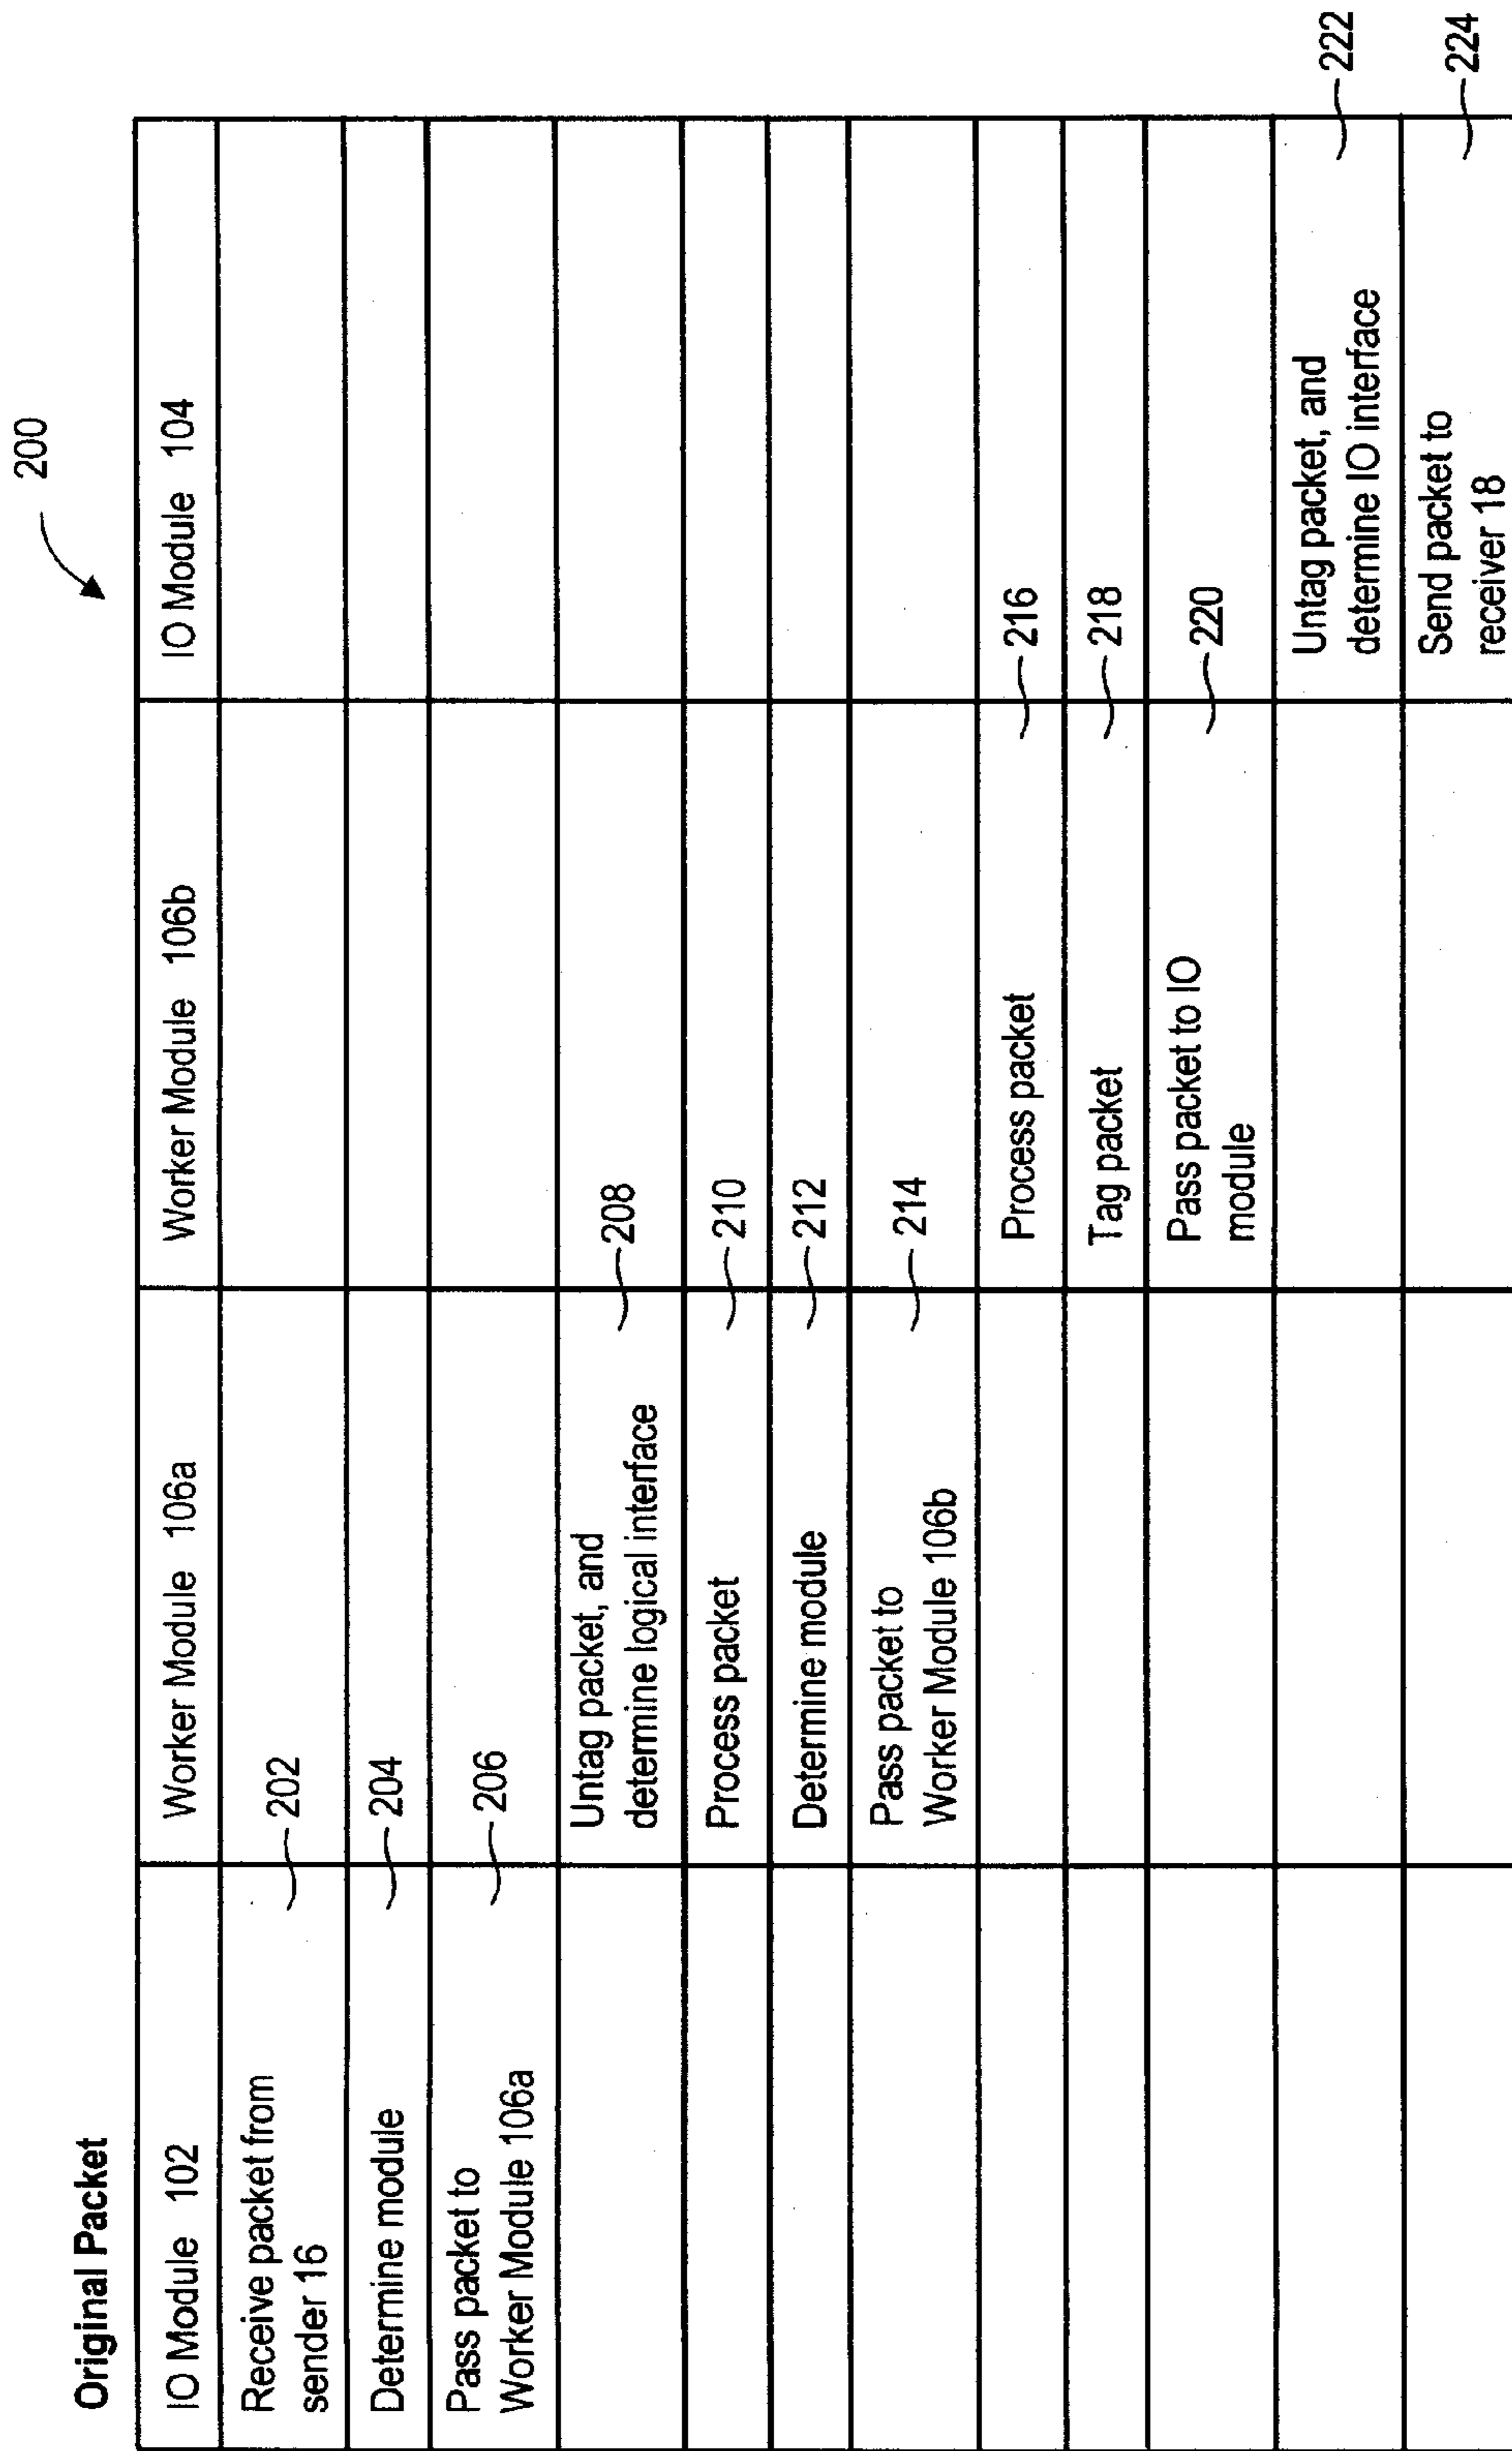 200
Original Packet
IO Module 102
Worker Module 106a
Worker Module 106b
IO Module 104
Receive packet from
sender 16
202
Determine module
204
Pass packet to
Worker Module 106a
206
Untag packet, and
determine logical interface
208
Process packet
210
Determine module
212
Pass packet to
Worker Module 106b
214
Process packet
216
Tag packet
218
Pass packet to IO
module
220
Untag packet, and
determine IO interface
222
Send packet to
receiver 18
224